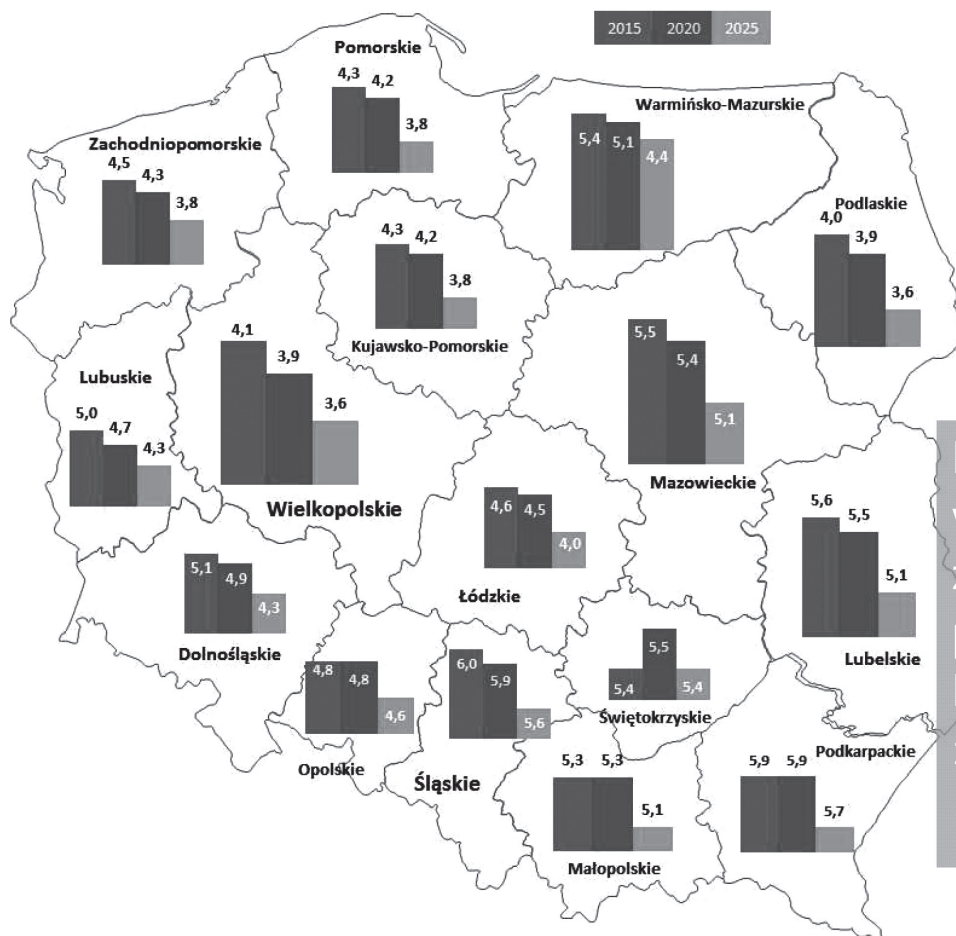 2015 2020 2025
Pomorskie
4,3 4,2 3,8
Warmińsko-Mazurskie
5,4 5,1 4,4
Zachodniopomorskie
4,5 4,3 3,8
Podlaskie
4,0 3,9 3,6
4,3 4,2 3,8
Kujawsko-Pomorskie
Lubuskie
5,0 4,7 4,3
4,1 3,9 3,6
Wielkopolskie
5,5 5,4 5,1
Mazowieckie
4,6 4,5 4,0
Łódzkie
5,6 5,5 5,1
Lubelskie
5,1 4,9 4,3
Dolnośląskie
4,8 4,8 4,6
Opolskie
6,0 5,9 5,6
Śląskie
5,4 5,5 5,4
Świętokrzyskie
5,3 5,3 5,1
Małopolskie
Podkarpackie
5,9 5,9 5,7